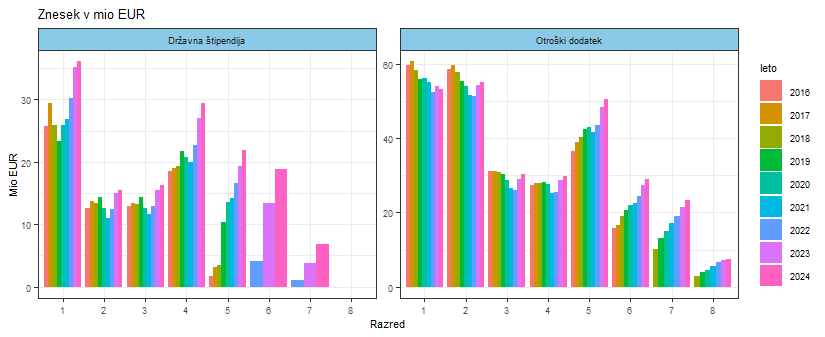 Znesek v mio EUR
Državna štipendija
Otroški dodatek
Mio EUR
30
20
10
0
60
40
20
0
1 2 3 4 5 6 7 8
1 2 3 4 5 6 7 8
Razred
leto
2016
2017
2018
2019
2020
2021
2022
2023
2024